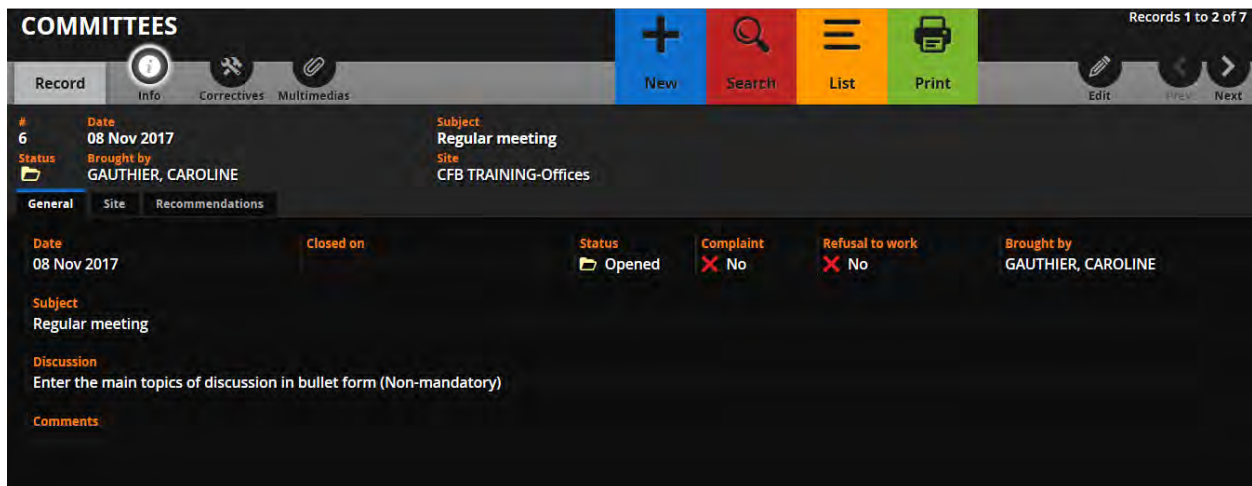 COMMITTEES
Records 1 to 2 of 7
Record
Info
Correctives
Multimedias
New
Search
List
Print
Edit
Prev
Next
# Date Subject
6 08 Nov 2017 Regular meeting
Status Brought by Site
GAUTHIER, CAROLINE CFB TRAINING-Offices
General Site Recommendations
Date Closed on Status Complaint Refusal to work Brought by
08 Nov 2017 Opened No No GAUTHIER, CAROLINE
Subject
Regular meeting
Discussion
Enter the main topics of discussion in bullet form (Non-mandatory)
Comments